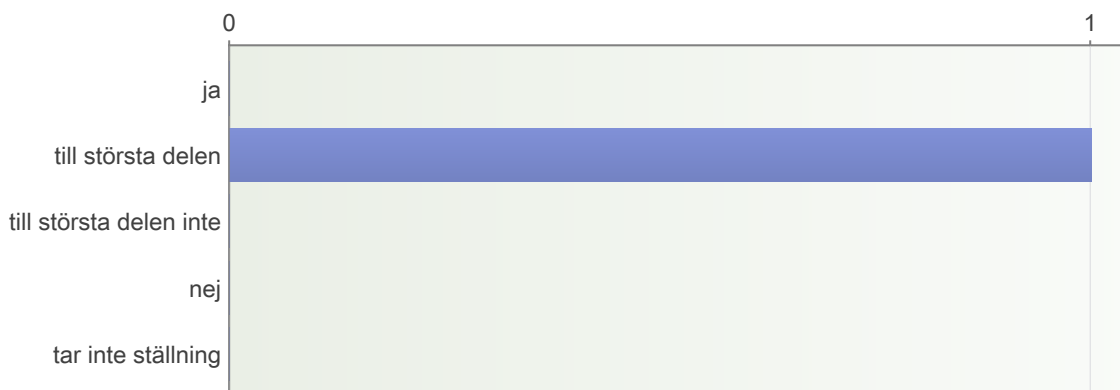 0 1
ja
till största delen
till största delen inte
nej
tar inte ställning